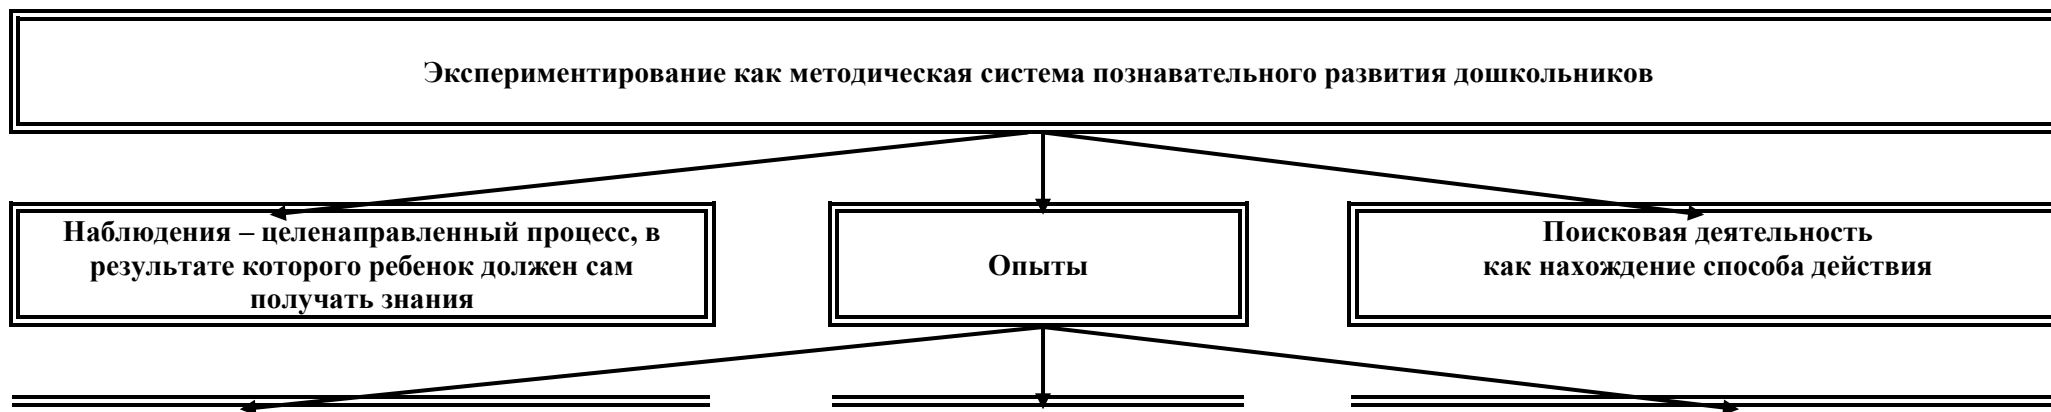 Экспериментирование как методическая система познавательного развития дошкольников
Наблюдения – целенаправленный процесс, в
результате которого ребенок должен сам
получать знания
Опыты
Поисковая деятельность
как нахождение способа действия